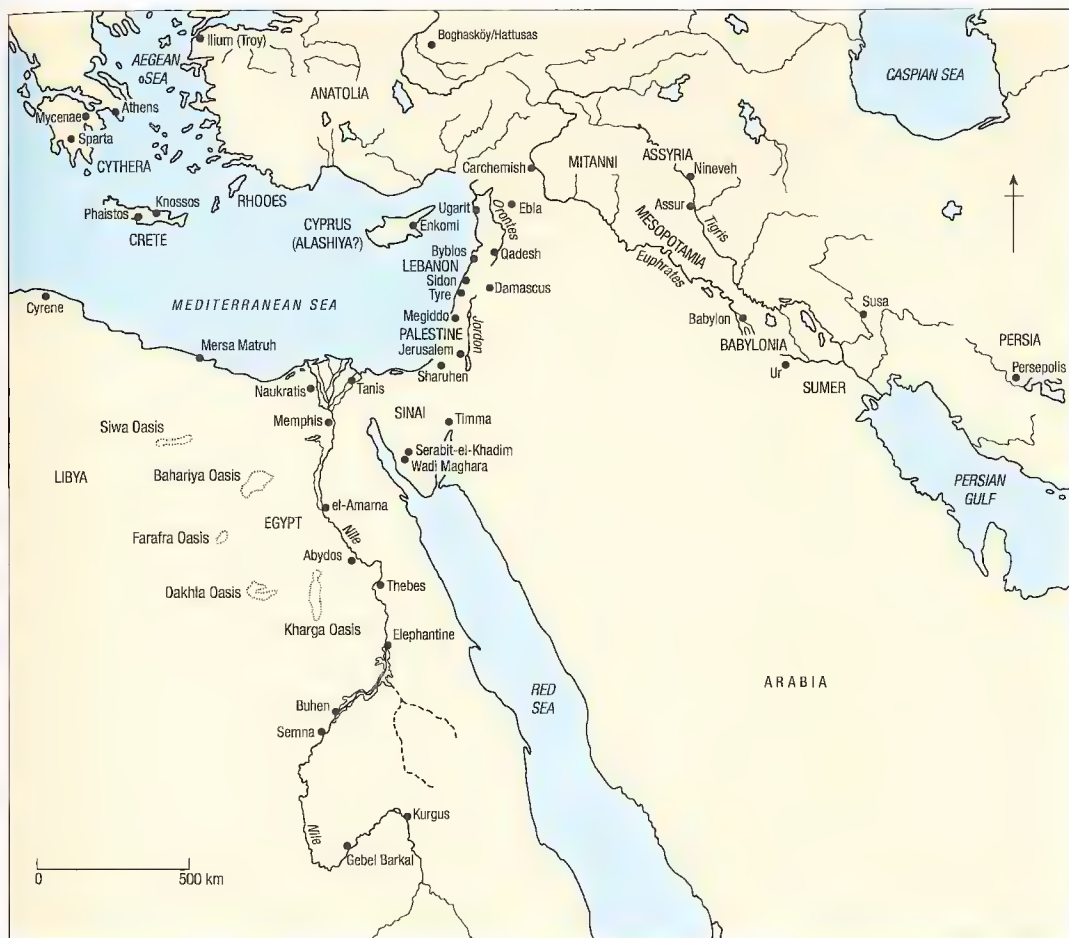 Ilium (Troy)
Boghasköy/Hattusas
AEGEAN
SEA
CASPIAN SEA
ANATOLIA
Athens
Mycenae
Sparta
CYTHERA
Carchemish
MITANNI
ASSYRIA
Nineveh
RHODES
Knossos
Phaistos
CRETE
Ugarit
Orontes
Ebla
Assur
Tigris
CYPRUS
(ALASHIYA?)
Enkomi
MESOPOTAMIA
Byblos
Qadesh
LEBANON
Euphrates
Sidon
Tyre
Damascus
MEDITERRANEAN SEA
Cyrene
Megiddo
PALESTINE
Jordon
Babylon
Susa
BABYLONIA
PERSIA
Mersa Matruh
Jerusalem
Sharuhen
Ur
SUMER
Persepolis
Naukratis
Tanis
SINAI
Timma
Memphis
Siwa Oasis
Serabit-el-Khadim
Wadi Maghara
LIBYA
Bahariya Oasis
PERSIAN
GULF
el-Amarna
EGYPT
Nile
Farafra Oasis
Abydos
Dakhla Oasis
Thebes
Kharga Oasis
Elephantine
RED
SEA
ARABIA
Buhen
Semna
Kurgus
Nile
Gebel Barkal
0 500 km